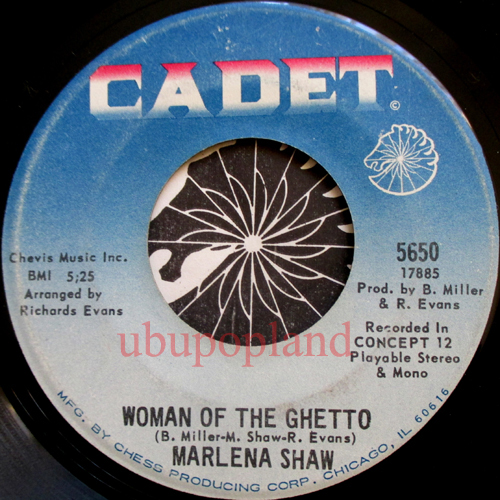 CADET
©
Chevis Music Inc.
BMI 5;25
Arranged by
Richards Evans
5650
17885
Prod. by B. Miller
& R. Evans
Recorded In
CONCEPT 12
Playable Stereo
& Mono
ubupopland
WOMAN OF THE GHETTO
(B. Miller-M. Shaw-R. Evans)
MARLENA SHAW
MFG. BY CHESS PRODUCING CORP. CHICAGO, IL 60616